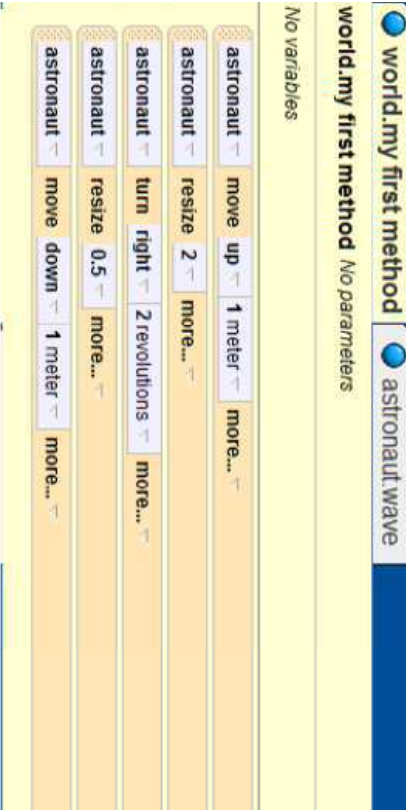 world.my first method astronaut.wave
world.my first method No parameters
No variables
astronaut move up 1 meter more...
astronaut resize 2 more...
astronaut turn right 2 revolutions more...
astronaut resize 0.5 more...
astronaut move down 1 meter more...